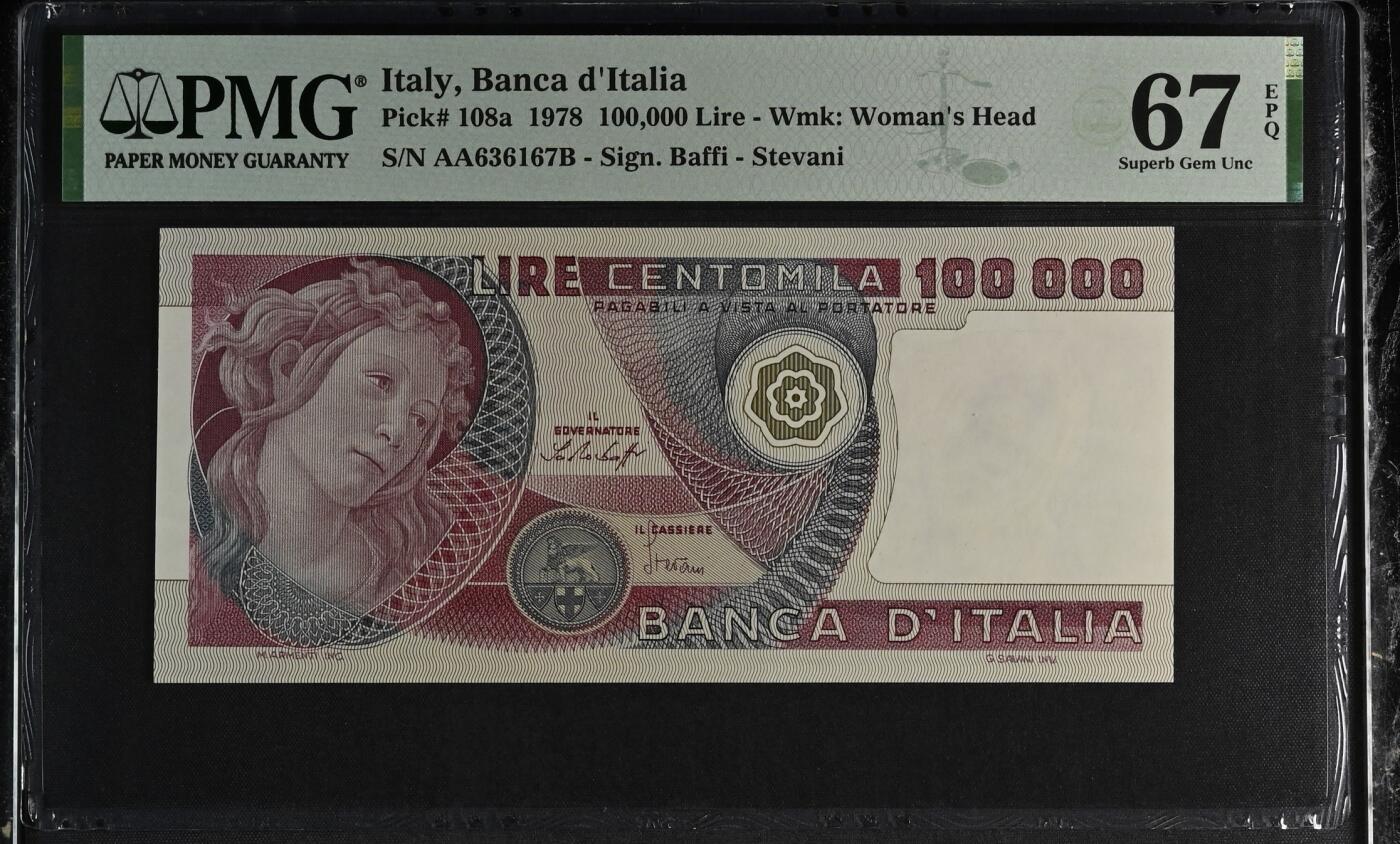 PMG®
PAPER MONEY GUARANTY
Italy, Banca d'Italia
Pick# 108a 1978 100,000 Lire - Wmk: Woman's Head
S/N AA636167B - Sign. Baffi - Stevani
67
EPQ
Superb Gem Unc
LIRE CENTOMILA 100 000
PAGABILI A VISTA AL PORTATORE
IL
GOVERNATORE
IL CASSIERE
BANCA D'ITALIA
G. SAVINI INV.